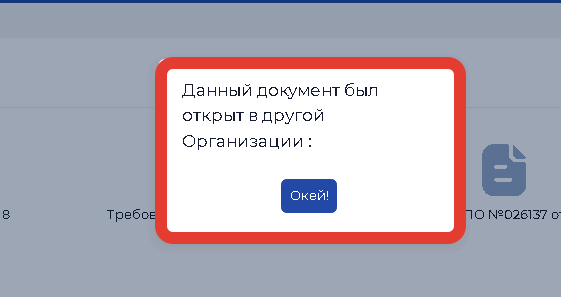 Данный документ был
открыт в другой
Организации :
Окей!
8
Требов
ПО №026137 от